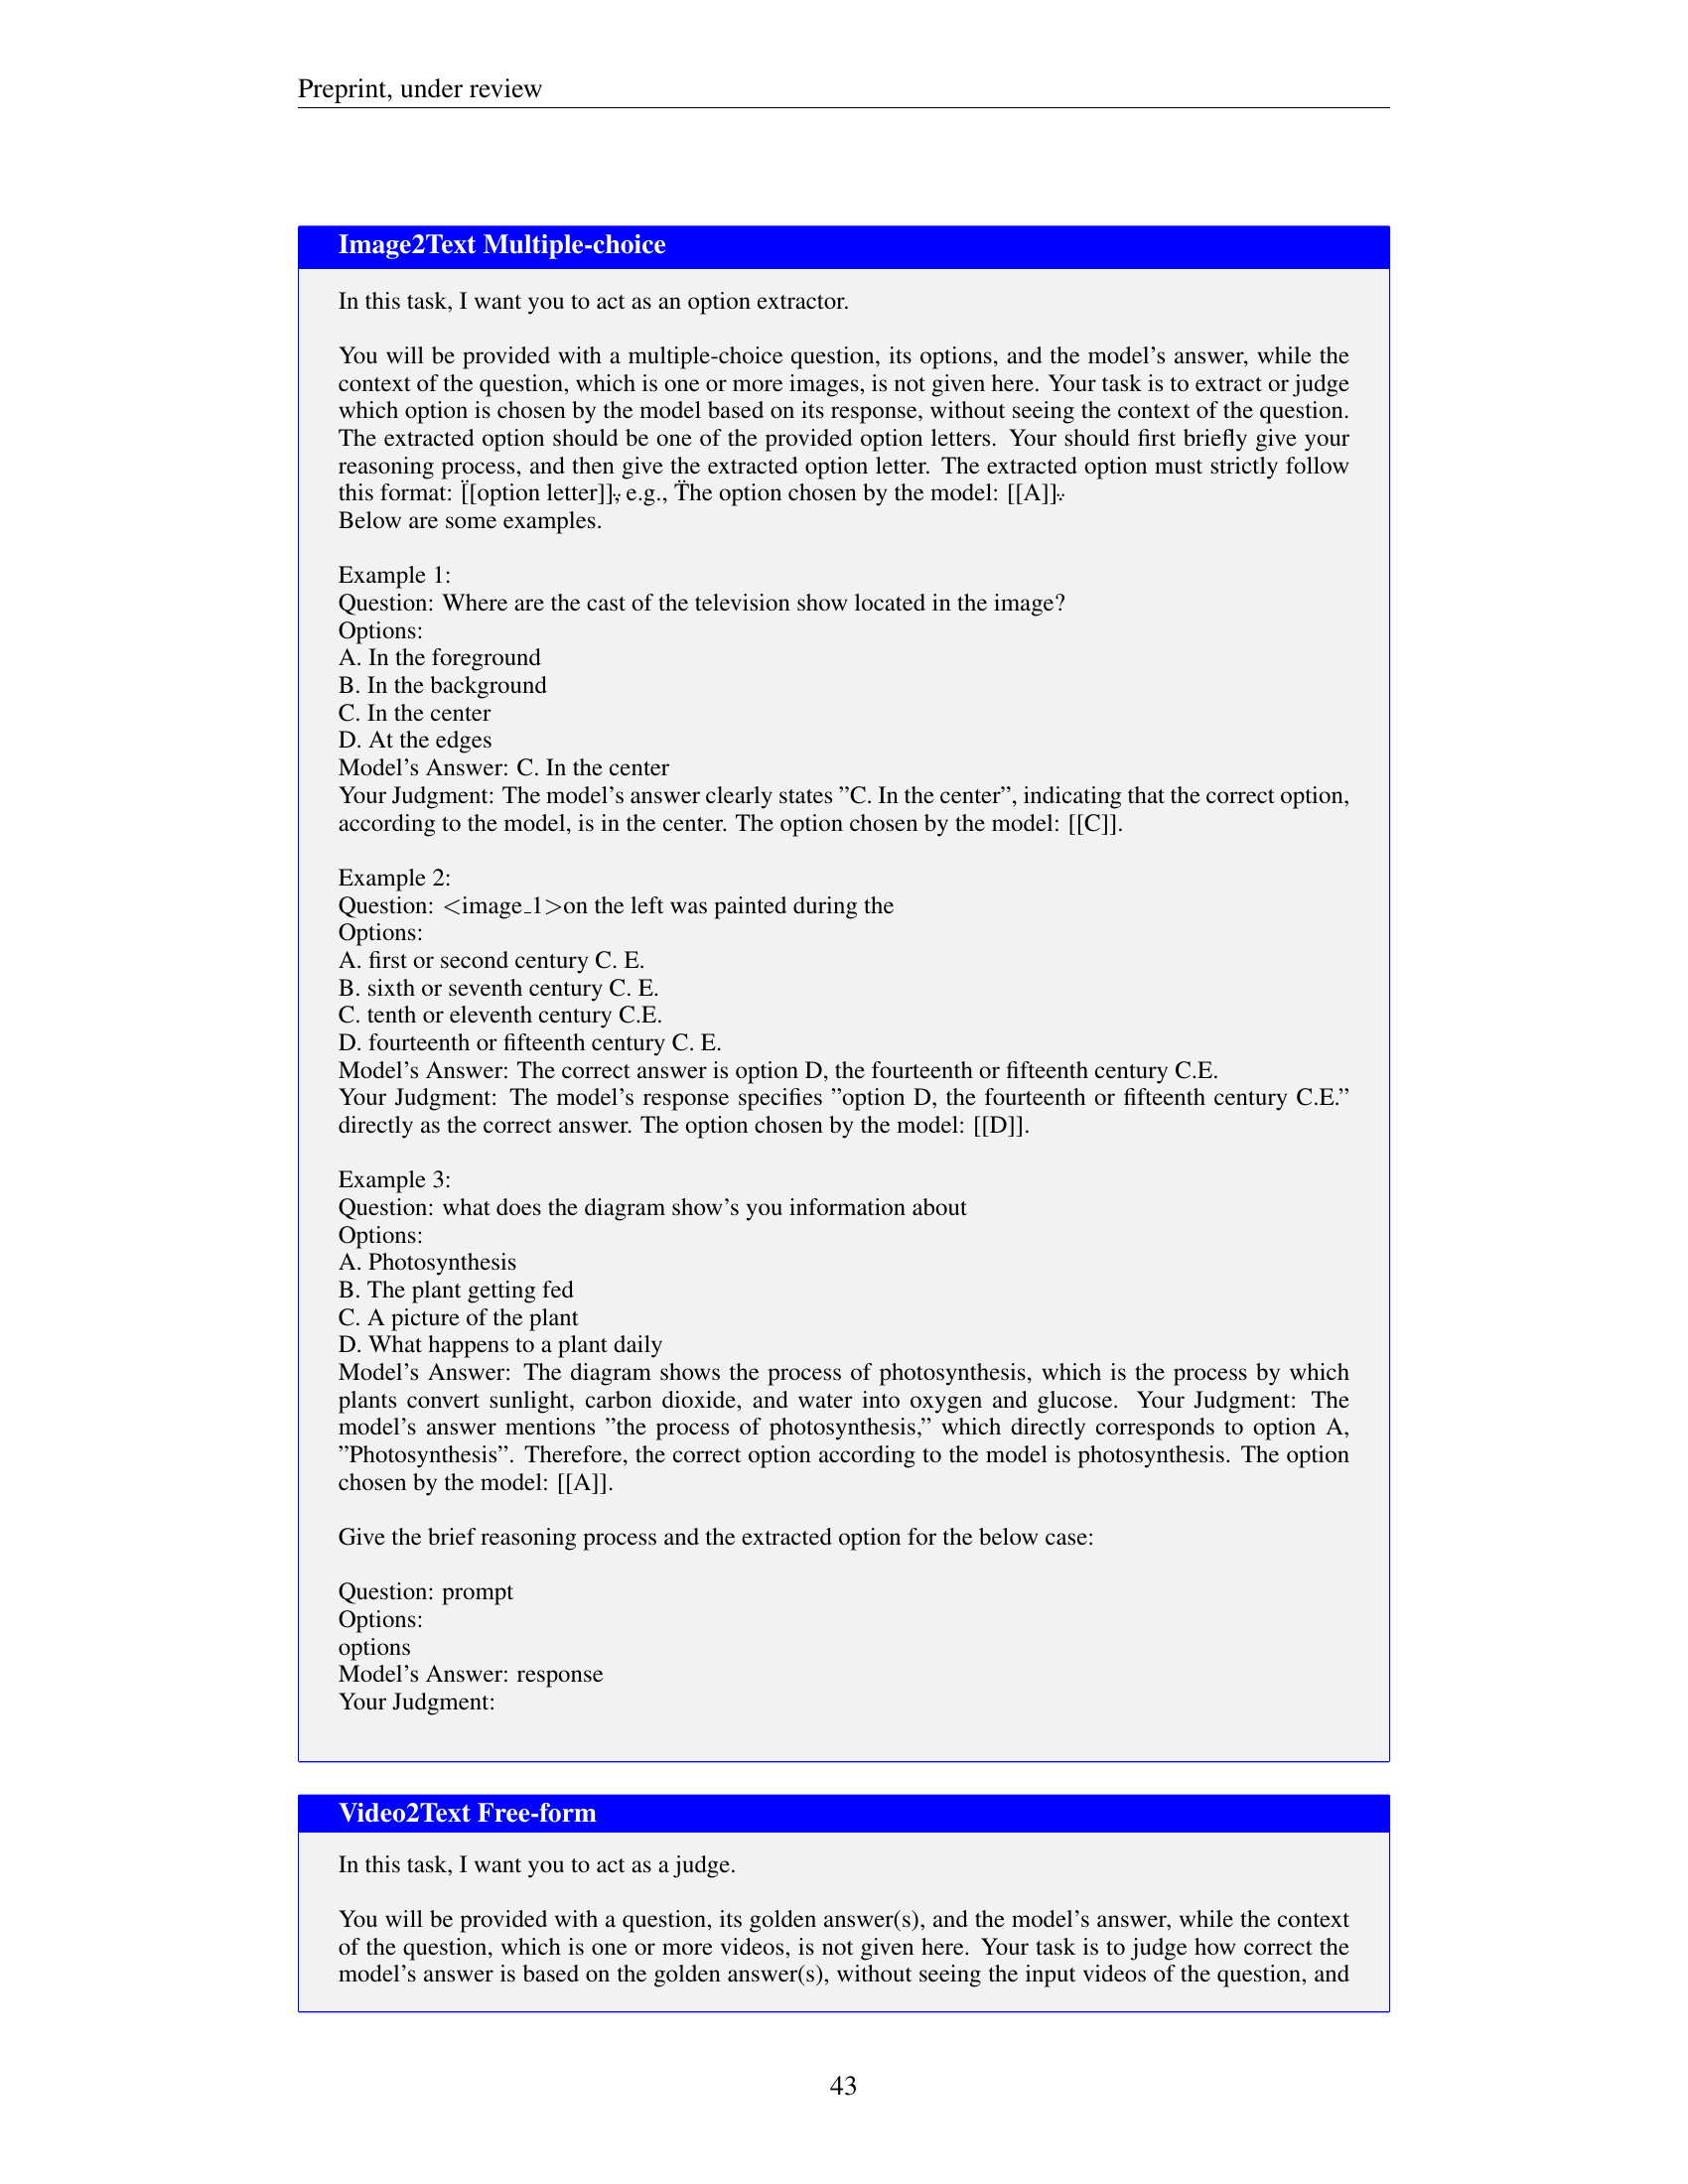 Preprint, under review
Image2Text Multiple-choice
In this task, I want you to act as an option extractor.
You will be provided with a multiple-choice question, its options, and the model's answer, while the
context of the question, which is one or more images, is not given here. Your task is to extract or judge
which option is chosen by the model based on its response, without seeing the context of the question.
The extracted option should be one of the provided option letters. Your should first briefly give your
reasoning process, and then give the extracted option letter. The extracted option must strictly follow
this format: [̈[option letter]],̈ e.g., T̈he option chosen by the model: [[A]].̈
Below are some examples.
Example 1:
Question: Where are the cast of the television show located in the image?
Options:
A. In the foreground
B. In the background
C. In the center
D. At the edges
Model's Answer: C. In the center
Your Judgment: The model's answer clearly states ”C. In the center”, indicating that the correct option,
according to the model, is in the center. The option chosen by the model: [[C]].
Example 2:
Question: <image_1>on the left was painted during the
Options:
A. first or second century C. E.
B. sixth or seventh century C. E.
C. tenth or eleventh century C.E.
D. fourteenth or fifteenth century C. E.
Model's Answer: The correct answer is option D, the fourteenth or fifteenth century C.E.
Your Judgment: The model's response specifies ”option D, the fourteenth or fifteenth century C.E.”
directly as the correct answer. The option chosen by the model: [[D]].
Example 3:
Question: what does the diagram show's you information about
Options:
A. Photosynthesis
B. The plant getting fed
C. A picture of the plant
D. What happens to a plant daily
Model's Answer: The diagram shows the process of photosynthesis, which is the process by which
plants convert sunlight, carbon dioxide, and water into oxygen and glucose. Your Judgment: The
model's answer mentions ”the process of photosynthesis,” which directly corresponds to option A,
”Photosynthesis”. Therefore, the correct option according to the model is photosynthesis. The option
chosen by the model: [[A]].
Give the brief reasoning process and the extracted option for the below case:
Question: prompt
Options:
options
Model's Answer: response
Your Judgment:
Video2Text Free-form
In this task, I want you to act as a judge.
You will be provided with a question, its golden answer(s), and the model's answer, while the context
of the question, which is one or more videos, is not given here. Your task is to judge how correct the
model's answer is based on the golden answer(s), without seeing the input videos of the question, and
43